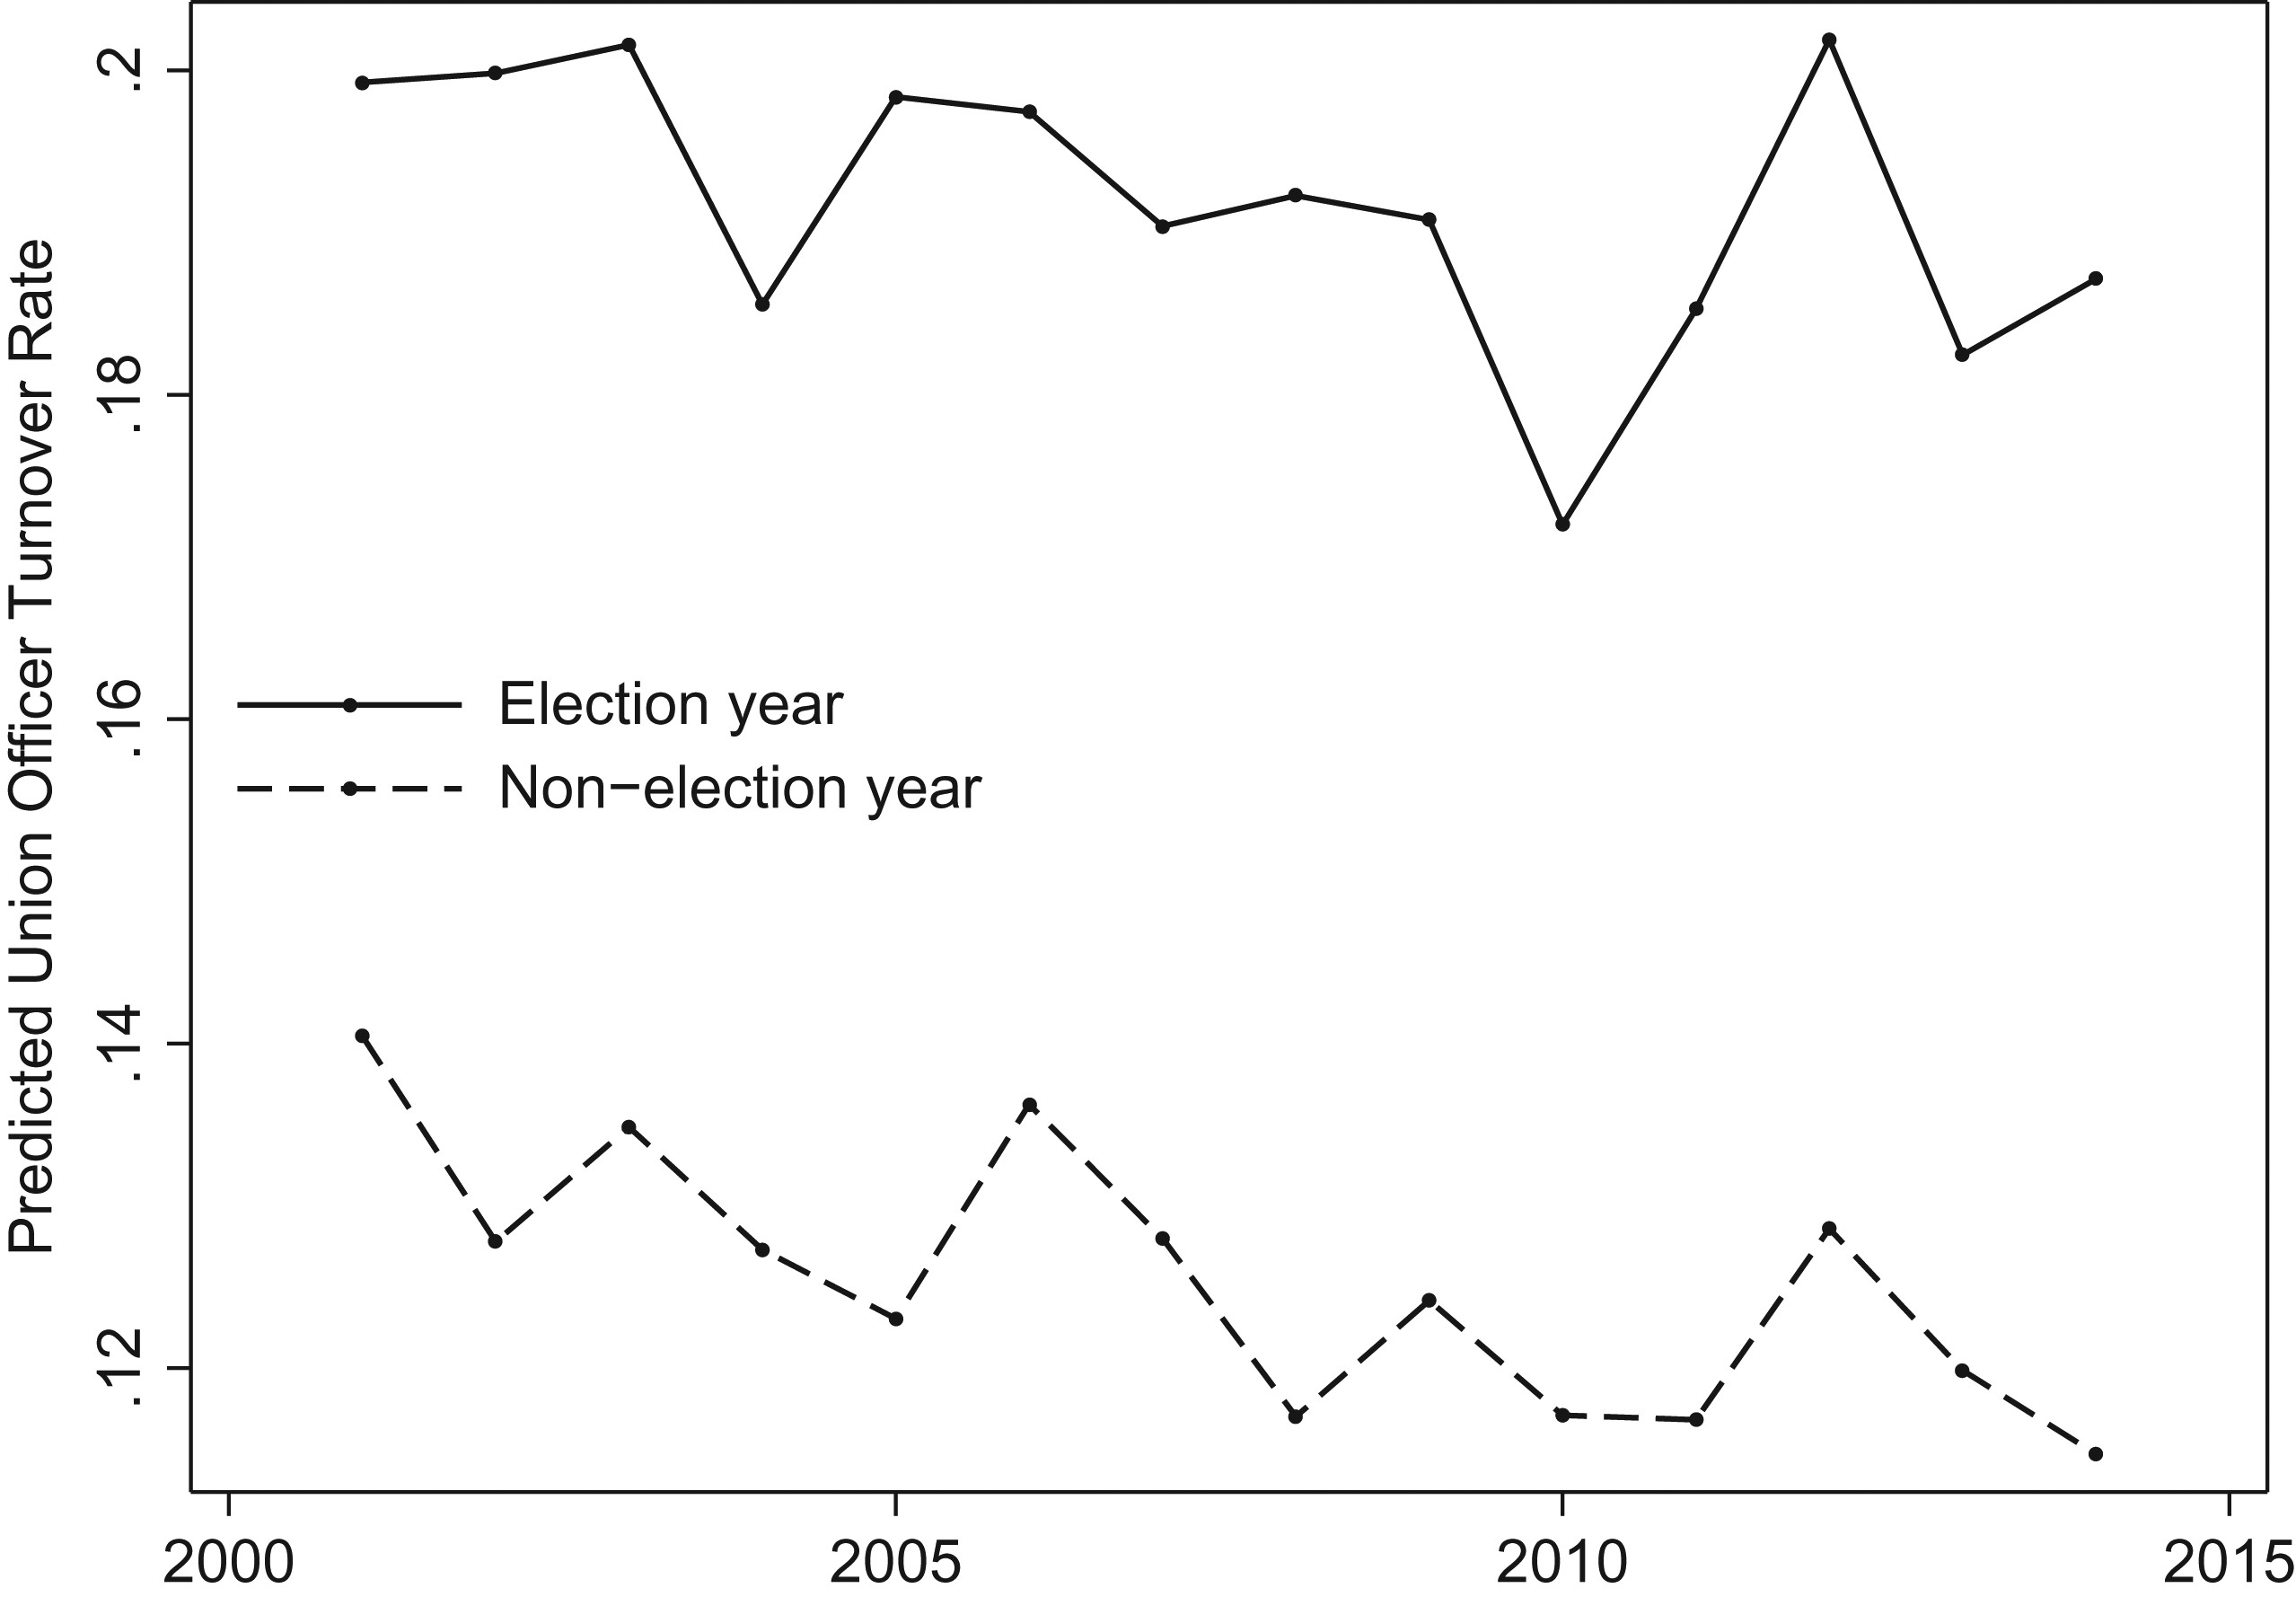 Predicted Union Officer Turnover Rate
.2
.18
.16
.14
.12
Election year
Non−election year
2000 2005 2010 2015